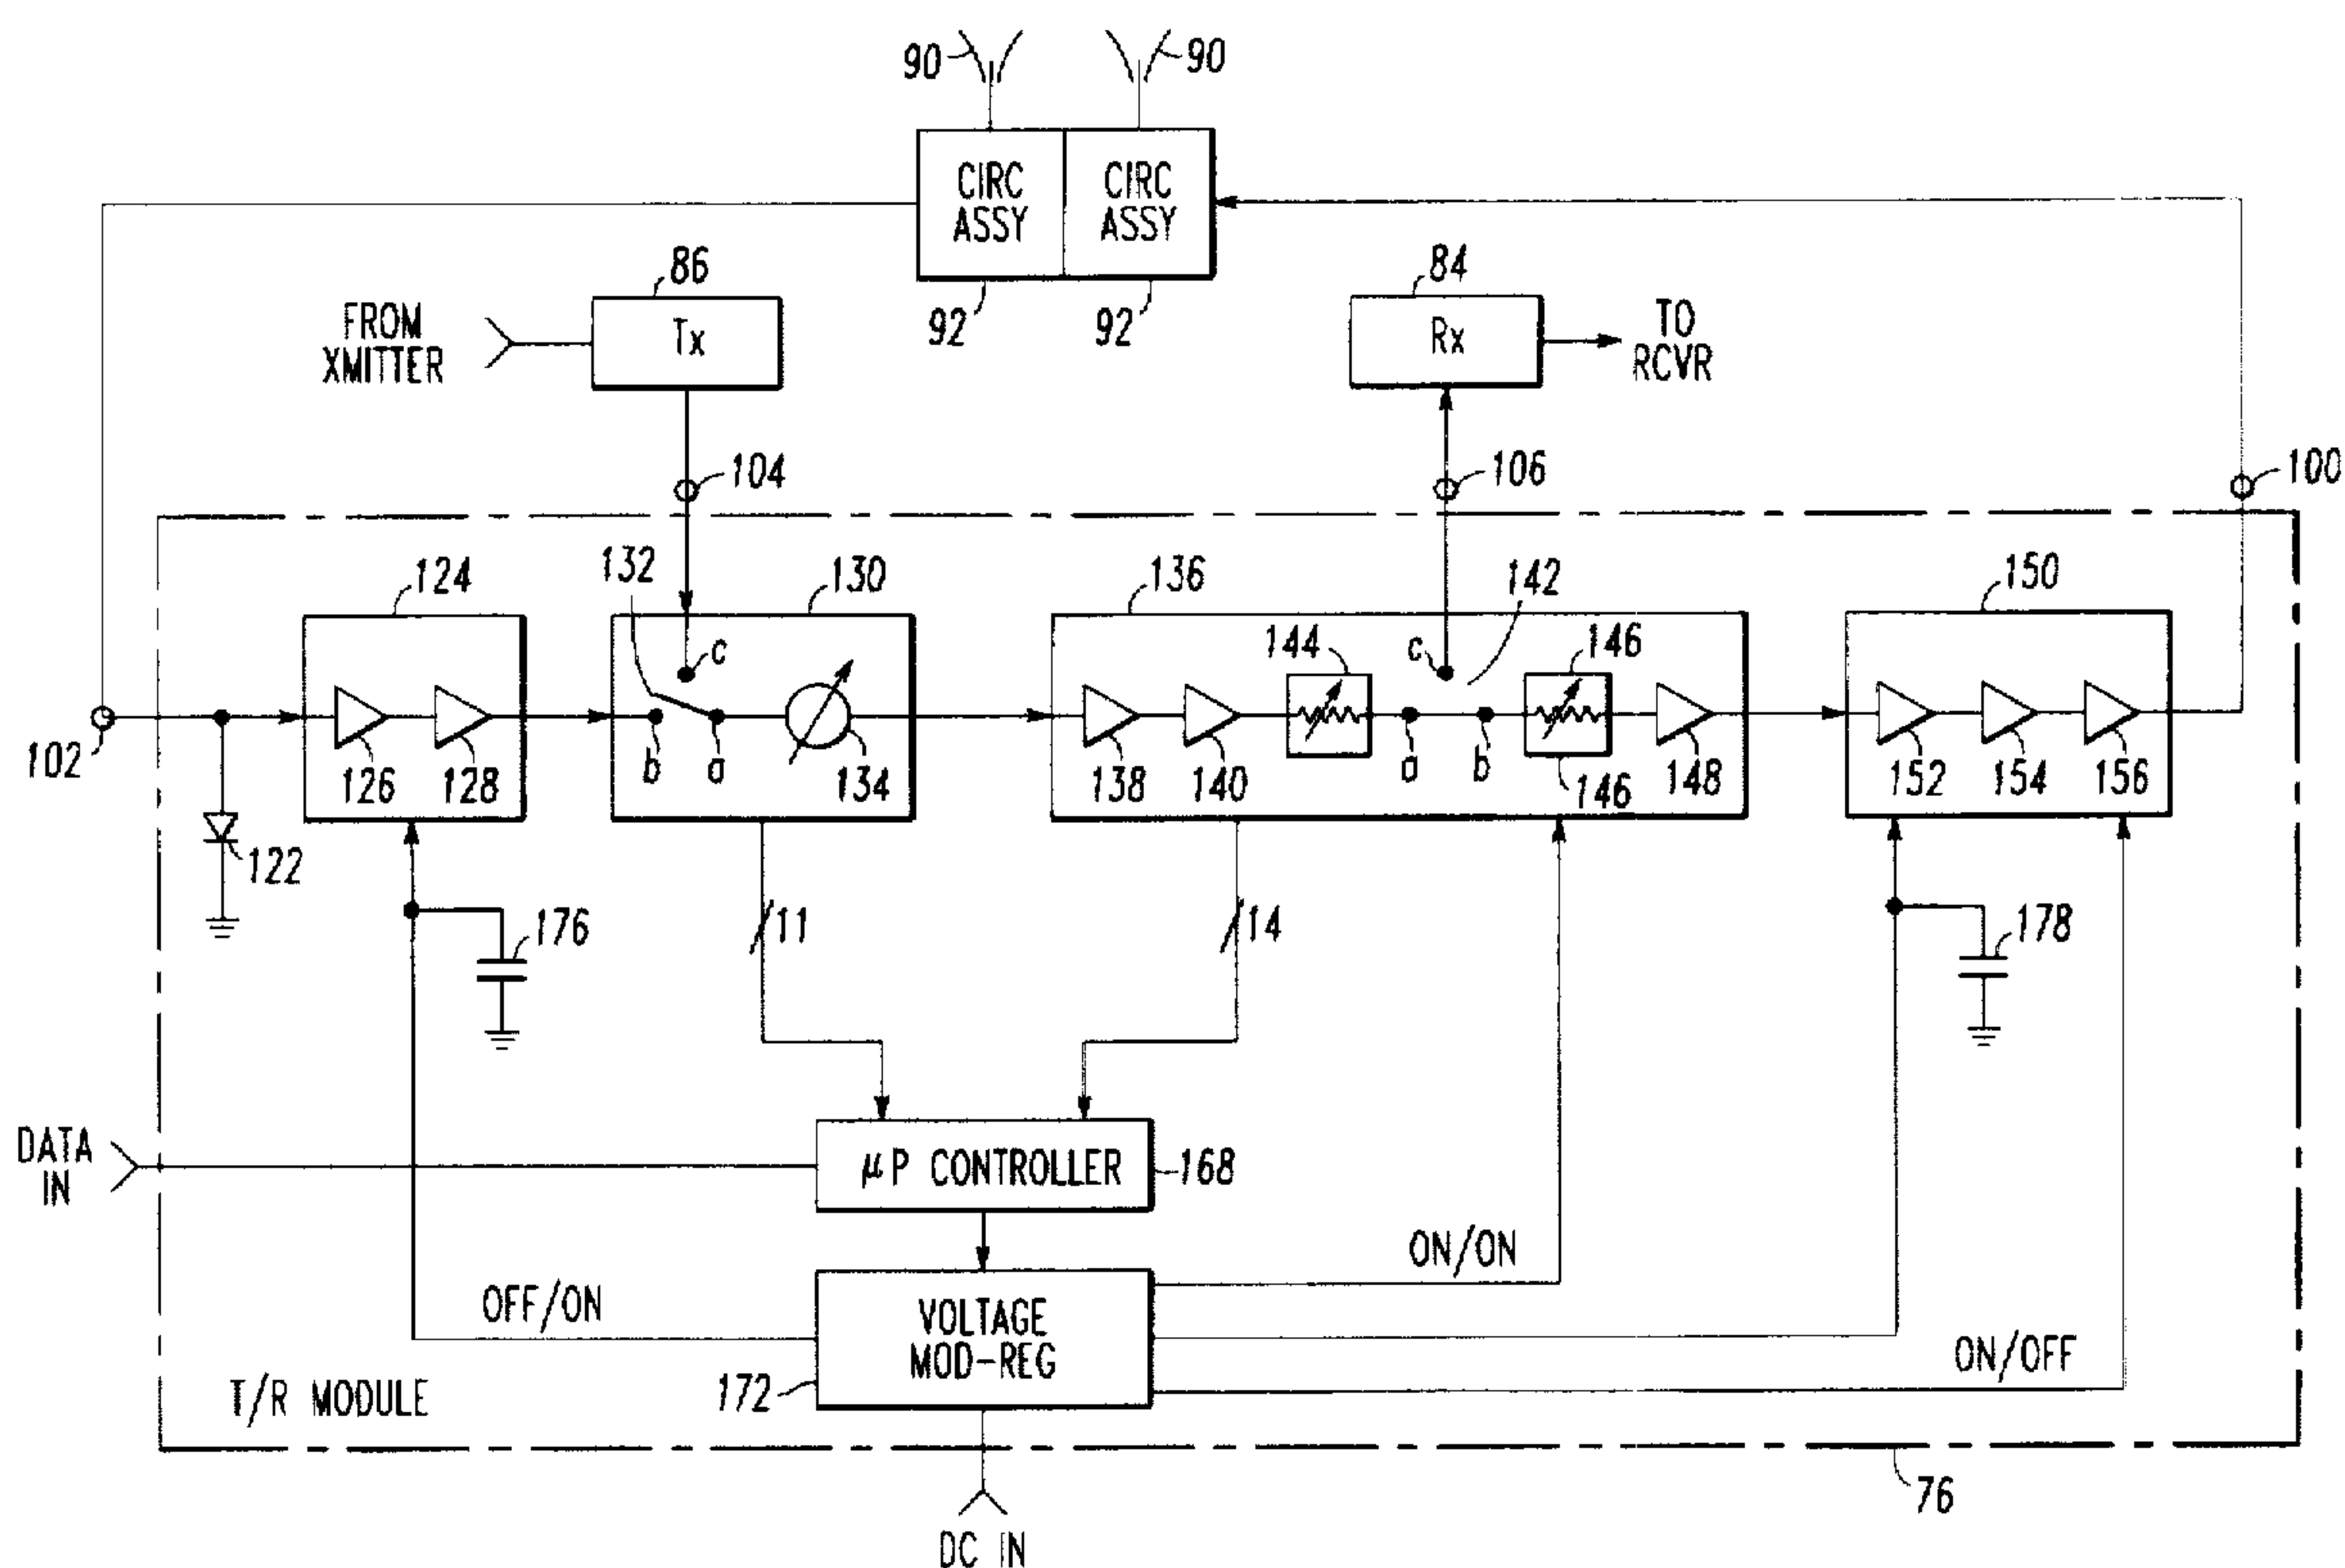 90
90
CIRC
ASSY
CIRC
ASSY
92
92
86
Tx
FROM
XMITTER
84
Rx
TO
RCVR
104
106
100
132
124
130
136
142
150
c
144
c
146
102
126
128
b
a
134
138
140
a
b
146
148
152
154
156
122
176
11
14
178
DATA
IN
μP CONTROLLER
168
OFF/ON
ON/ON
VOLTAGE
MOD-REG
ON/OFF
172
T/R MODULE
76
DC IN